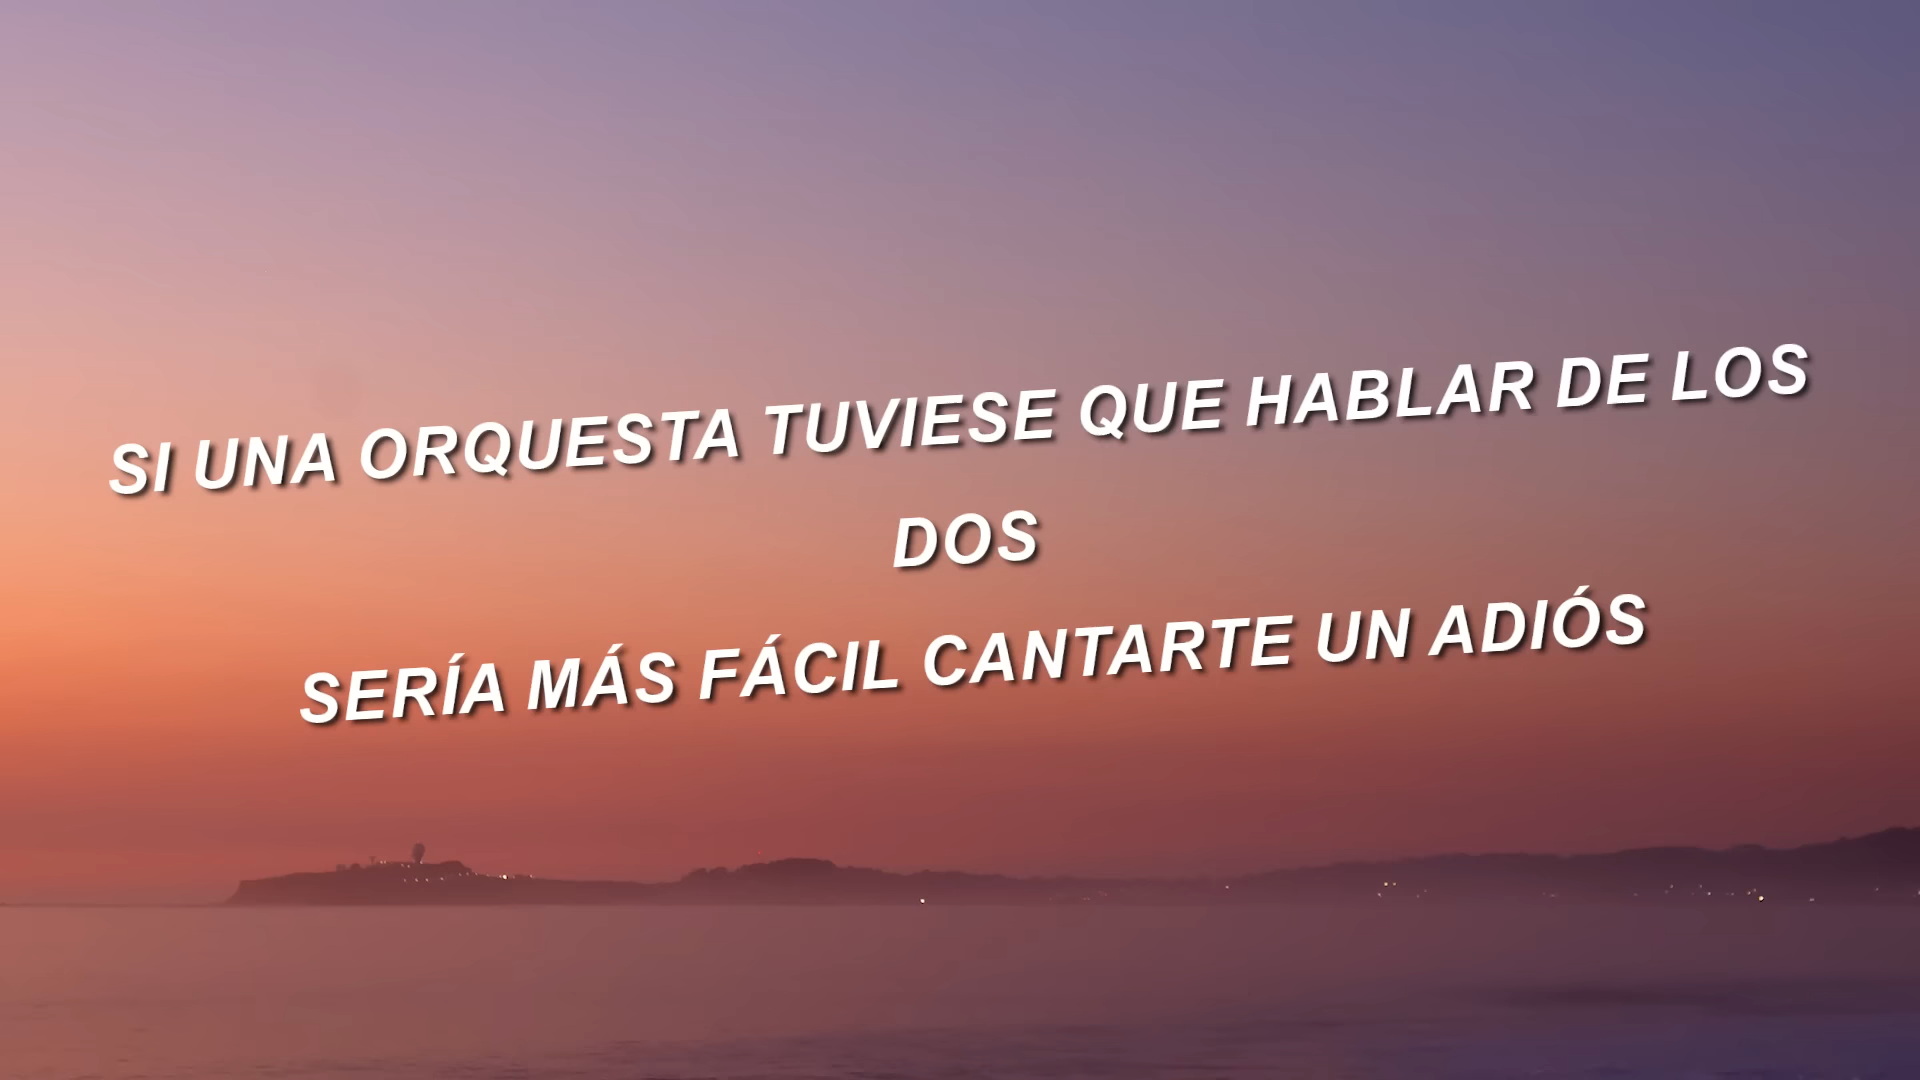 SI UNA ORQUESTA TUVIESE QUE HABLAR DE LOS
DOS
SERÍA MÁS FÁCIL CANTARTE UN ADIÓS